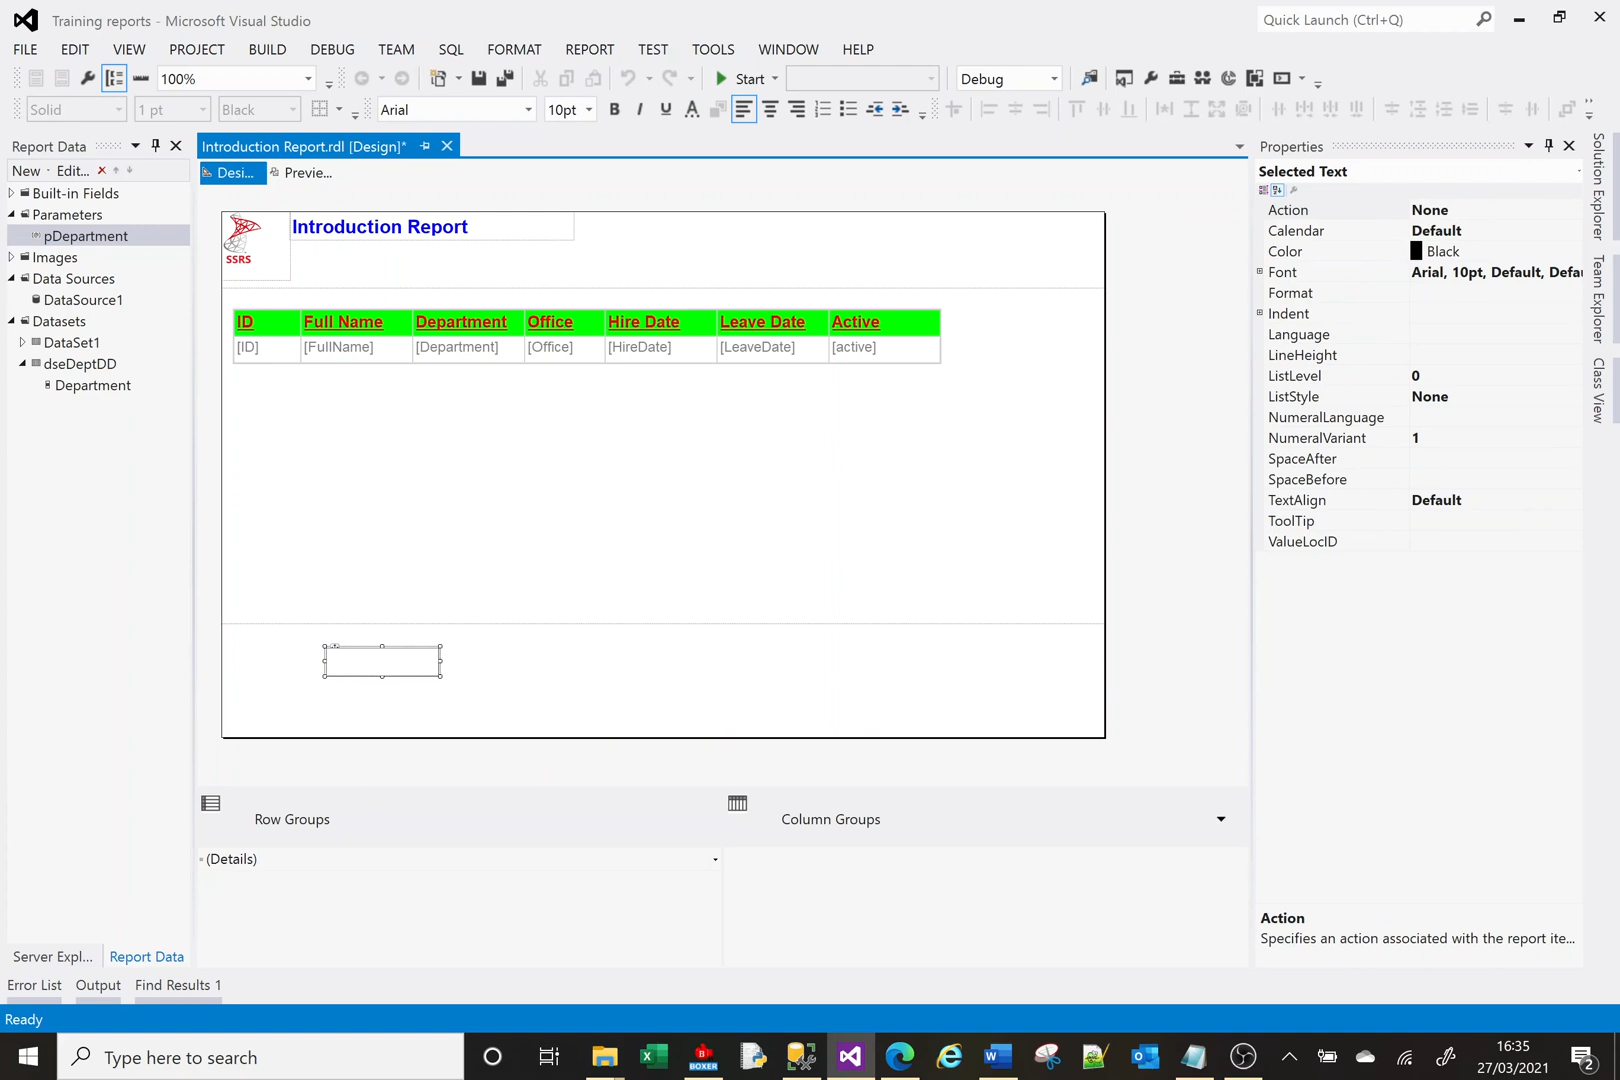 Training reports - Microsoft Visual Studio
Quick Launch (Ctrl+Q)
FILE EDIT VIEW PROJECT BUILD DEBUG TEAM SQL FORMAT REPORT TEST TOOLS WINDOW HELP
100% Start Debug
Solid 1 pt Black Arial 10pt B I U A
Report Data
New Edit...
Built-in Fields
Parameters
pDepartment
Images
Data Sources
DataSource1
Datasets
DataSet1
dseDeptDD
Department
Introduction Report.rdl [Design]*
Desi... Previe...
SSRS
Introduction Report
ID Full Name Department Office Hire Date Leave Date Active
[ID] [FullName] [Department] [Office] [HireDate] [LeaveDate] [active]
Row Groups
Column Groups
(Details)
Properties
Selected Text
Action None
Calendar Default
Color Black
Font Arial, 10pt, Default, Defau
Format
Indent
Language
LineHeight
ListLevel 0
ListStyle None
NumeralLanguage
NumeralVariant 1
SpaceAfter
SpaceBefore
TextAlign Default
ToolTip
ValueLocID
Action
Specifies an action associated with the report ite...
Solution Explorer
Team Explorer
Class View
Server Expl... Report Data
Error List Output Find Results 1
Ready
Type here to search
BOXER
16:35
27/03/2021
2